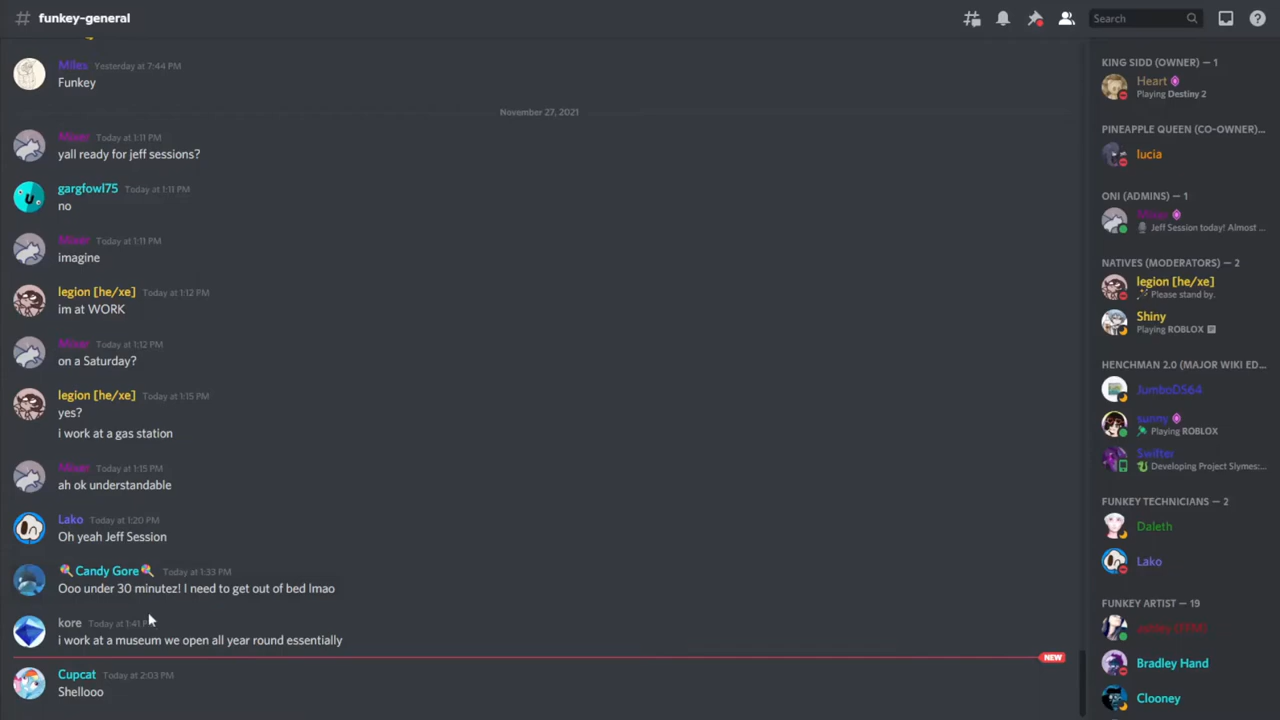 # funkey-general
Search
Miles Yesterday at 7:44 PM
Funkey
November 27, 2021
Mixer Today at 1:11 PM
yall ready for jeff sessions?
gargfowl75 Today at 1:11 PM
no
Mixer Today at 1:11 PM
imagine
legion [he/xe] Today at 1:12 PM
im at WORK
Mixer Today at 1:12 PM
on a Saturday?
legion [he/xe] Today at 1:15 PM
yes?
i work at a gas station
Mixer Today at 1:15 PM
ah ok understandable
Lako Today at 1:20 PM
Oh yeah Jeff Session
Candy Gore Today at 1:33 PM
Ooo under 30 minutez! I need to get out of bed lmao
kore Today at 1:41 P
i work at a museum we open all year round essentially
NEW
Cupcat Today at 2:03 PM
Shellooo
KING SIDD (OWNER) — 1
Heart
Playing Destiny 2
PINEAPPLE QUEEN (CO-OWNER)...
lucia
ONI (ADMINS) — 1
Mixer
Jeff Session today! Almost ...
NATIVES (MODERATORS) — 2
legion [he/xe]
Please stand by.
Shiny
Playing ROBLOX
HENCHMAN 2.0 (MAJOR WIKI ED...
JumboDS64
sunny
Playing ROBLOX
Swifter
Developing Project Slymes:...
FUNKEY TECHNICIANS — 2
Daleth
Lako
FUNKEY ARTIST — 19
Bradley Hand
Clooney